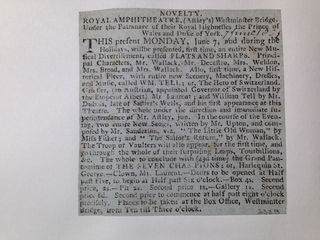 NOVELTY.
ROYAL AMPHITHEATRE, (Astley's) Westminster Bridge.
Under the Patronage of their Royal Highnesses the Prince of
Wales and Duke of York.
THIS present MONDAY, June 7, and during the
Holidays, will be presented, first time, an entire New Mu-
sical Divertisement, called FLATS AND SHARPS. Princi-
pal Characters, Mr. Wallack, Mr. Decastro, Mrs. Weldon,
Mrs. Broad, and Mrs. Wallack. Also, first time, a New His-
torical Piece, with entire new Scenery, Machinery, Dresses,
and Music, called WM. TELL; or, The Hero of Switzerland.
(an Austrian, appointed Governor of Switzerland by
the Emperor Albert) Mr. Laurent; and William Tell by Mr.
Dubois, late of Sadler's Wells, and his first appearance at this
Theatre. The whole under the direction and immediate Su-
perintendance of Mr. Astley, jun. In the course of the Even-
ing, two entire New Songs, written by Mr. Upton, and com-
posed by Mr. Sanderson, viz. "The Little Old Woman," by
Miss Fisher; and "The Sailor's Return," by Mr. Wallack.
The Troop of Vaulters will also appear, for the first time, and
go through the whole of their surprising Leaps, Tourbillions,
&c. The whole to conclude with the Grand Pan-
tomime of THE SEVEN CHAMPIONS; or, Harlequin St.
George.—Clown, Mr. Laurent.—Doors to be opened at Half
past Five, to begin at Half past Six o'clock.—Box 4s. Second
price, 2s.—Pit 2s. Second price 1s.—Gallery 1s. Second
price 6d. Second price to commence at half past eight o'clock
precisely. Places to be taken at the Box Office, Westminster
Bridge, from Ten till Three o'clock.